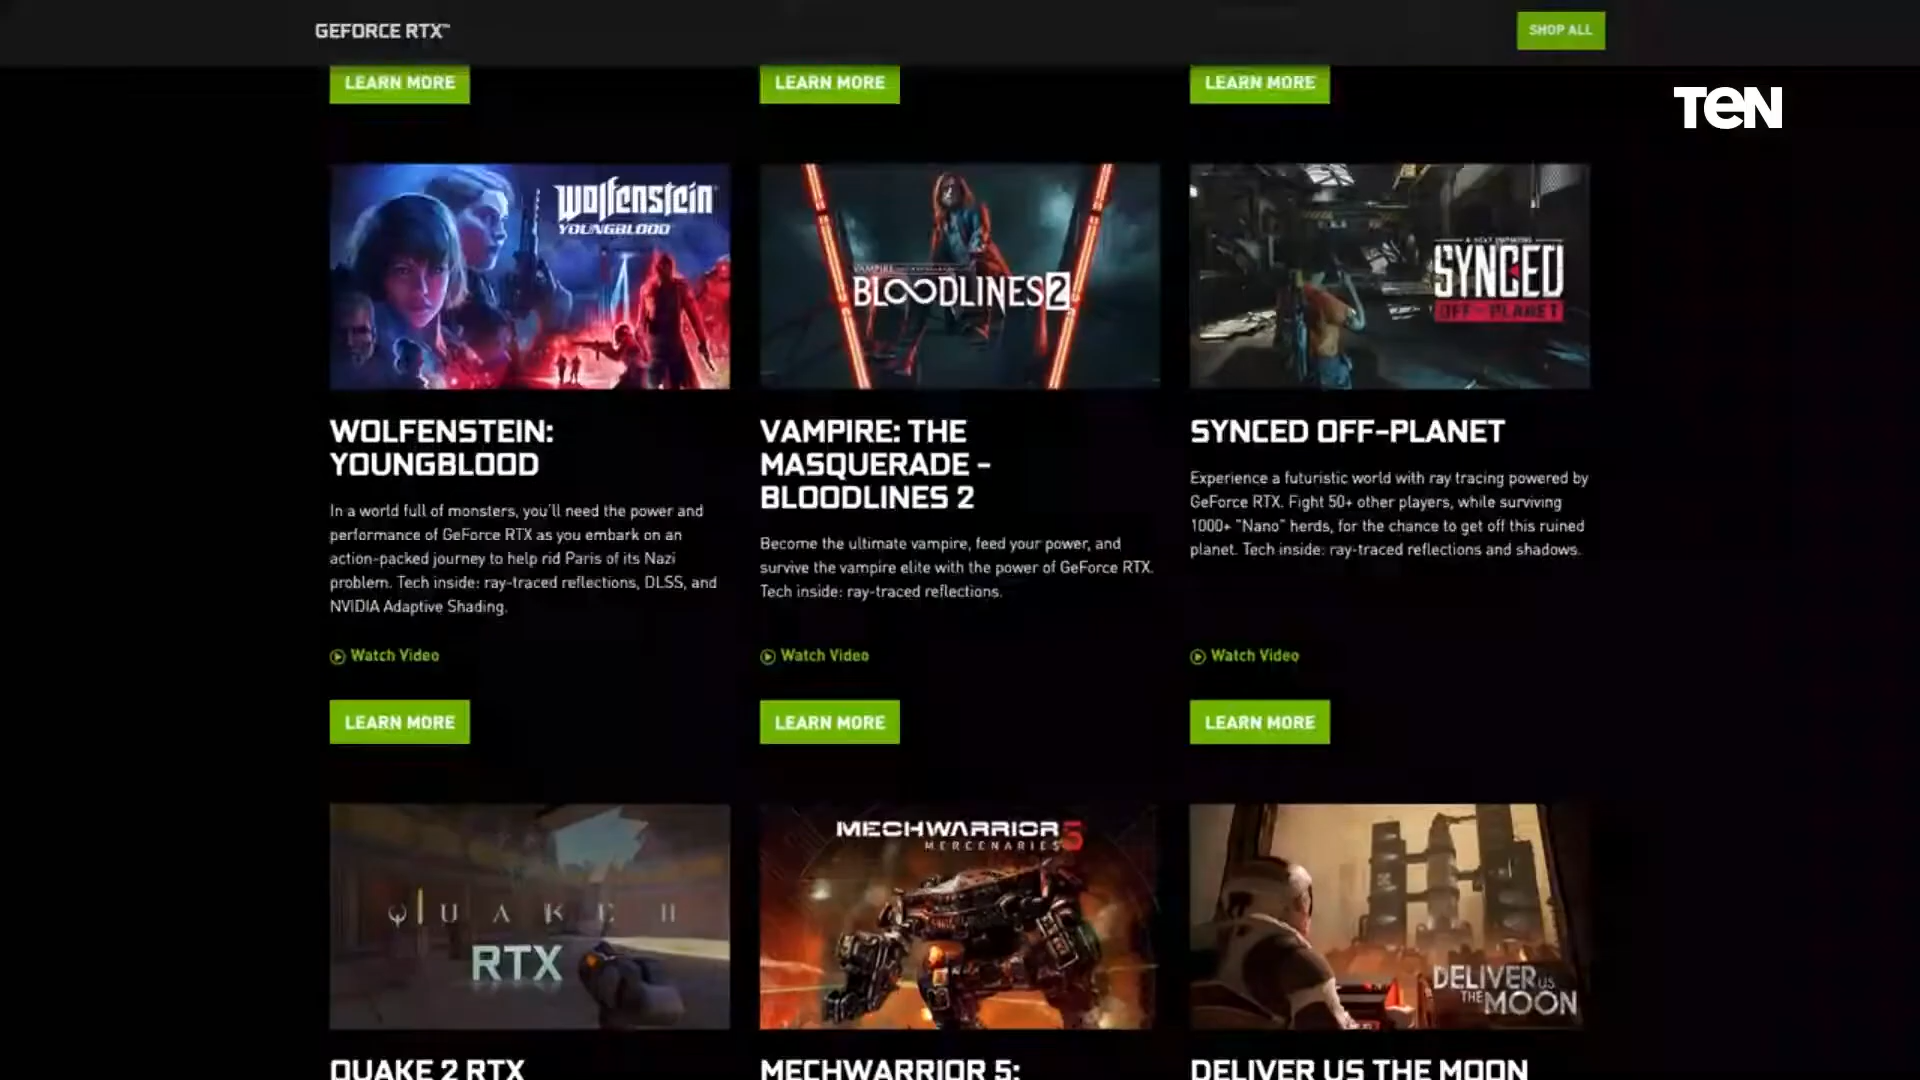 GEFORCE RTX™
SHOP ALL
LEARN MORE
LEARN MORE
LEARN MORE
TeN
Wolfenstein
YOUNGBLOOD
VAMPIRE
BLOODLINES 2
SYNCED
OFF-PLANET
WOLFENSTEIN:
YOUNGBLOOD
In a world full of monsters, you'll need the power and
performance of GeForce RTX as you embark on an
action-packed journey to help rid Paris of its Nazi
problem. Tech inside: ray-traced reflections, DLSS, and
NVIDIA Adaptive Shading.
Watch Video
LEARN MORE
VAMPIRE: THE
MASQUERADE -
BLOODLINES 2
Become the ultimate vampire, feed your power, and
survive the vampire elite with the power of GeForce RTX.
Tech inside: ray-traced reflections.
Watch Video
LEARN MORE
SYNCED OFF-PLANET
Experience a futuristic world with ray tracing powered by
GeForce RTX. Fight 50+ other players, while surviving
1000+ "Nano" herds, for the chance to get off this ruined
planet. Tech inside: ray-traced reflections and shadows.
Watch Video
LEARN MORE
QUAKE II
RTX
MECHWARRIOR 5
MERCENARIES
DELIVER US
THE MOON
QUAKE 2 RTX
MECHWARRIOR 5:
DELIVER US THE MOON